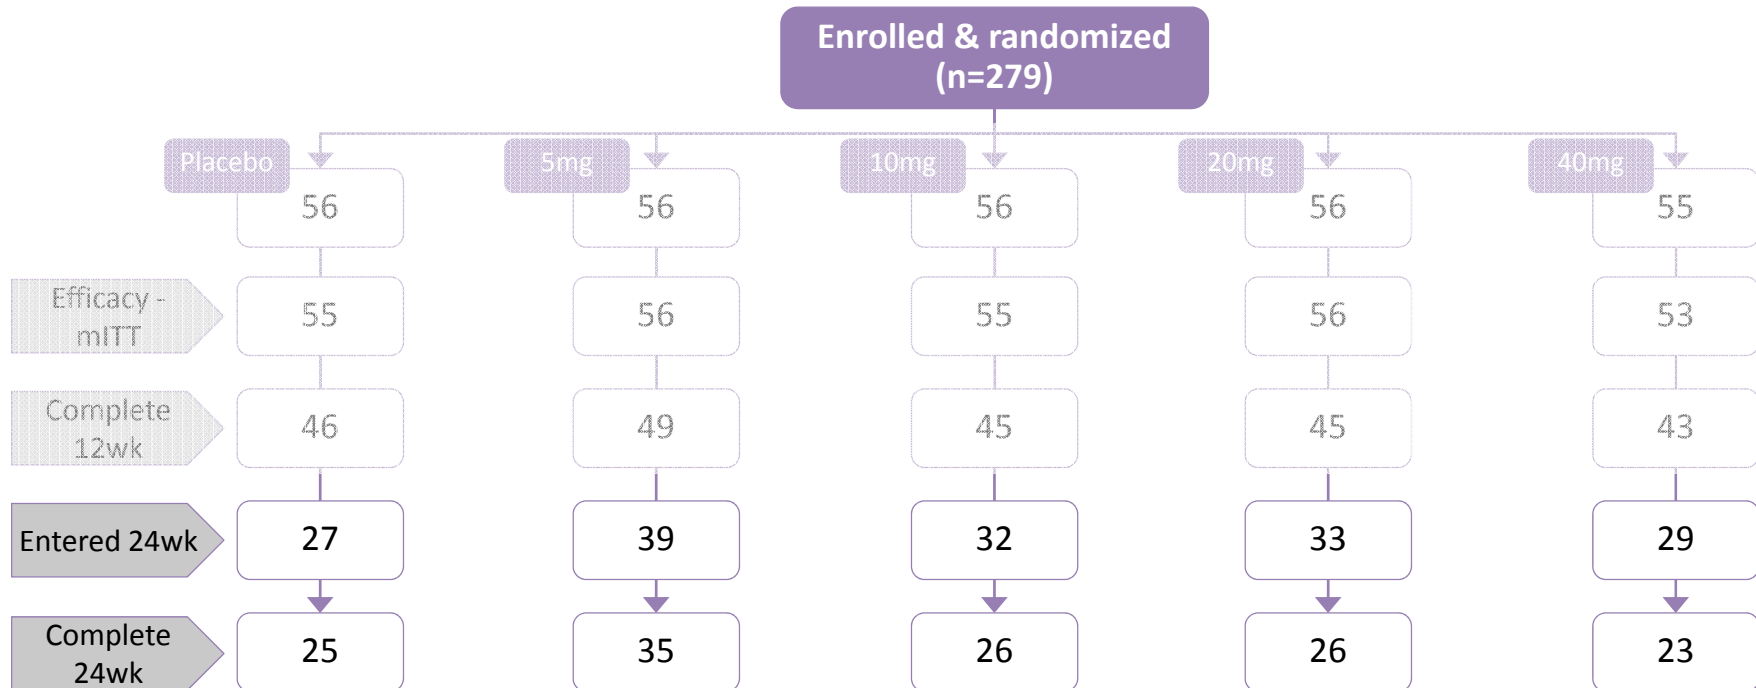 Enrolled & randomized
(n=279)
Placebo
5mg
10mg
20mg
40mg
56
56
56
56
55
Efficacy -
mITT
55
56
55
56
53
Complete
12wk
46
49
45
45
43
Entered 24wk
27
39
32
33
29
Complete
24wk
25
35
26
26
23